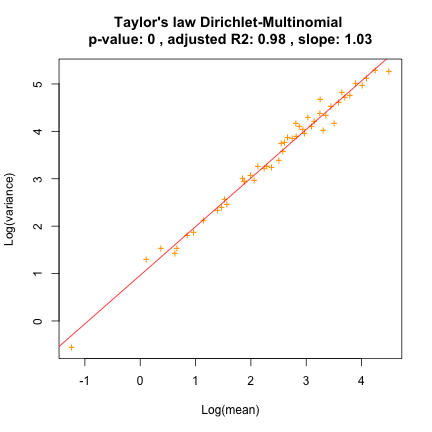 Taylor's law Dirichlet-Multinomial
p-value: 0 , adjusted R2: 0.98 , slope: 1.03
Log(variance)
5
4
3
2
1
0
-1 0 1 2 3 4
Log(mean)